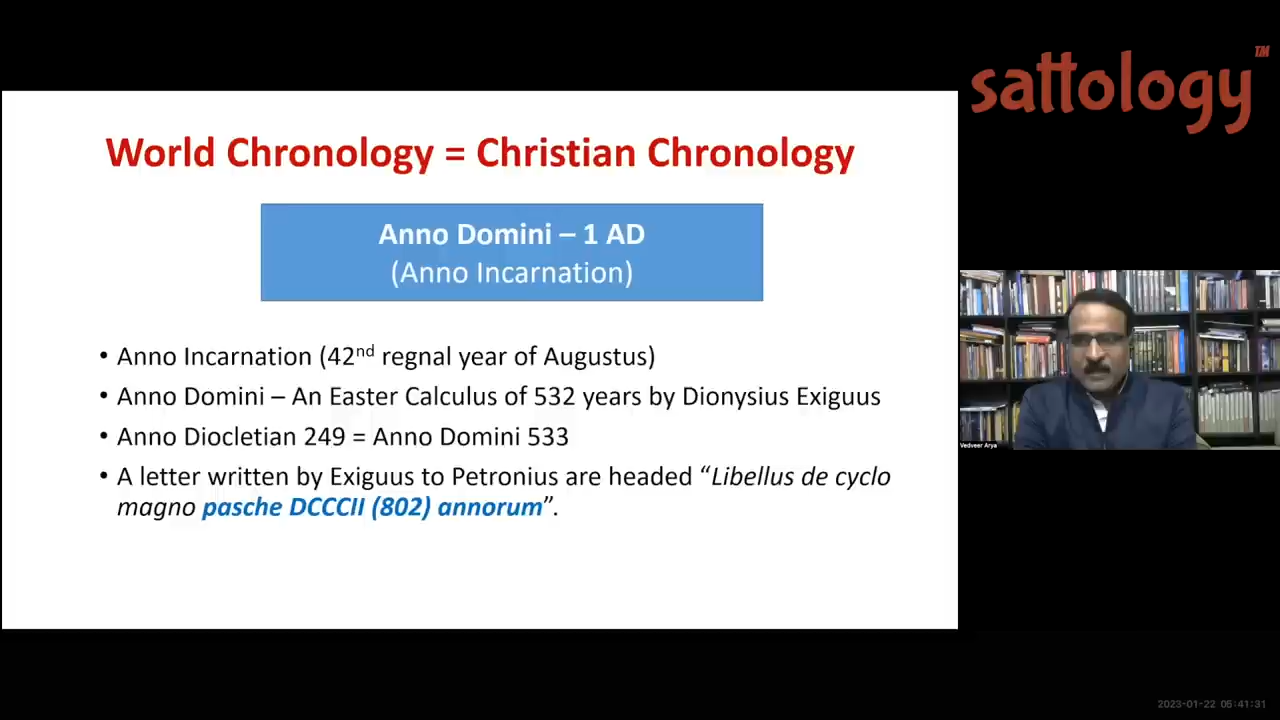 sattology™
World Chronology = Christian Chronology
Anno Domini – 1 AD
(Anno Incarnation)
• Anno Incarnation (42nd regnal year of Augustus)
• Anno Domini – An Easter Calculus of 532 years by Dionysius Exiguus
• Anno Diocletian 249 = Anno Domini 533
• A letter written by Exiguus to Petronius are headed “Libellus de cyclo
magno pasche DCCCII (802) annorum”.
Vedveer Arya
2023-01-22 05:41:31